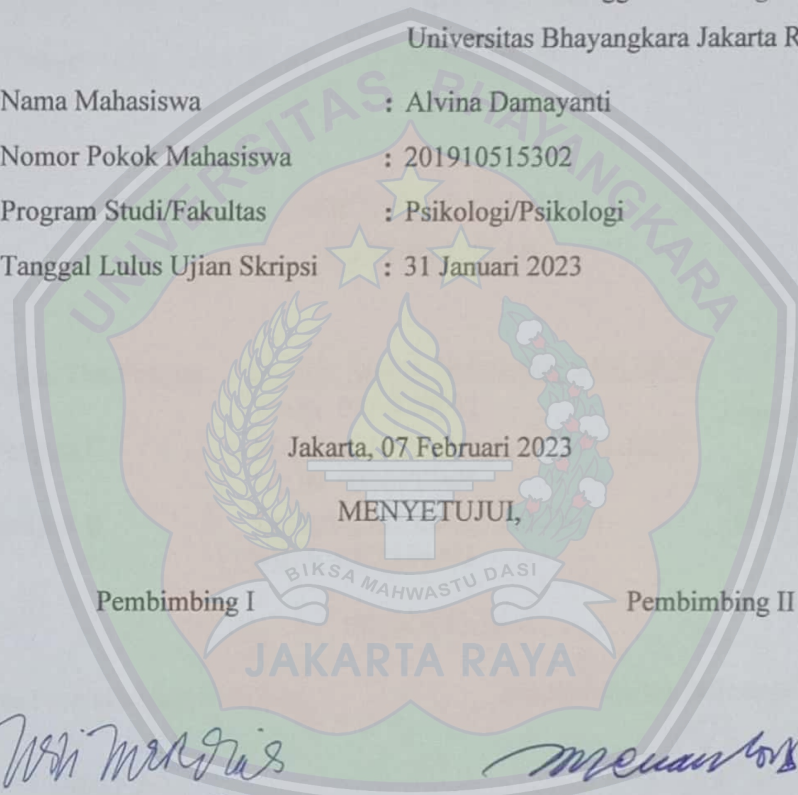 Universitas Bhayangkara Jakarta R
Nama Mahasiswa : Alvina Damayanti
Nomor Pokok Mahasiswa : 201910515302
Program Studi/Fakultas : Psikologi/Psikologi
Tanggal Lulus Ujian Skripsi : 31 Januari 2023
UNIVERSITAS BHAYANGKARA
Jakarta, 07 Februari 2023
MENYETUJUI,
BIKSA MAHWASTU DASI
Pembimbing I Pembimbing II
JAKARTA RAYA